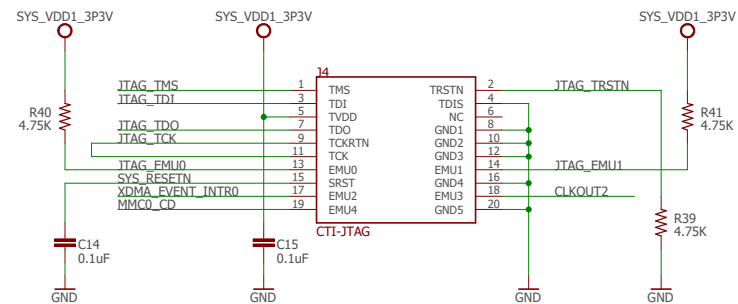 SYS_VDD1_3P3V SYS_VDD1_3P3V SYS_VDD1_3P3V
J4
JTAG_TMS 1 TMS TRSTN 2 JTAG_TRSTN
JTAG_TDI 3 TDI TDIS 4
R40 4.75K
5 TVDD NC 6
R41 4.75K
JTAG_TDO 7 TDO GND1 8
JTAG_TCK 9 TCKRTN GND2 10
11 TCK GND3 12
JTAG_EMU0 13 EMU0 EMU1 14 JTAG_EMU1
SYS_RESETN 15 SRST GND4 16
XDMA_EVENT_INTR0 17 EMU2 EMU3 18 CLKOUT2
MMC0_CD 19 EMU4 GND5 20
CTI-JTAG
R39 4.75K
C14 0.1uF
C15 0.1uF
GND GND GND GND